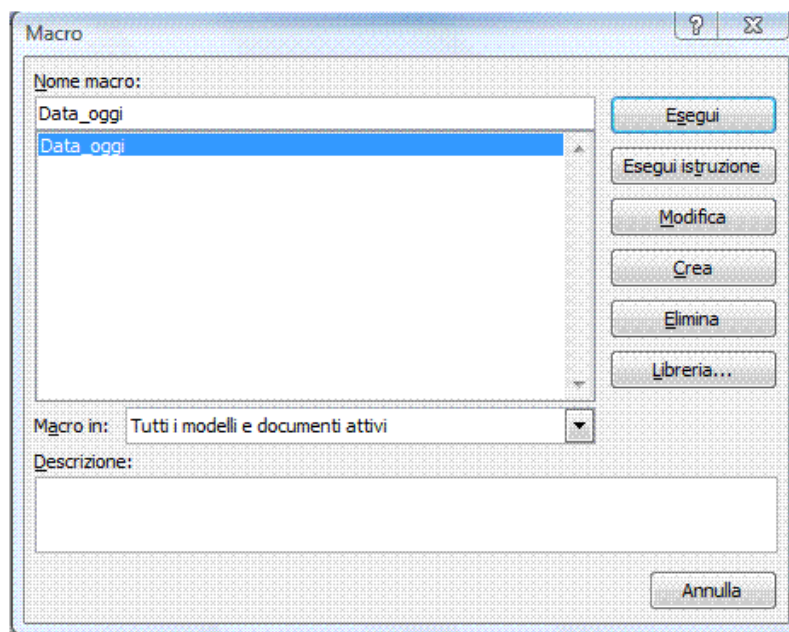 Macro
Nome macro:
Data_oggi
Data_oggi
Esegui
Esegui istruzione
Modifica
Crea
Elimina
Libreria...
Macro in: Tutti i modelli e documenti attivi
Descrizione:
Annulla